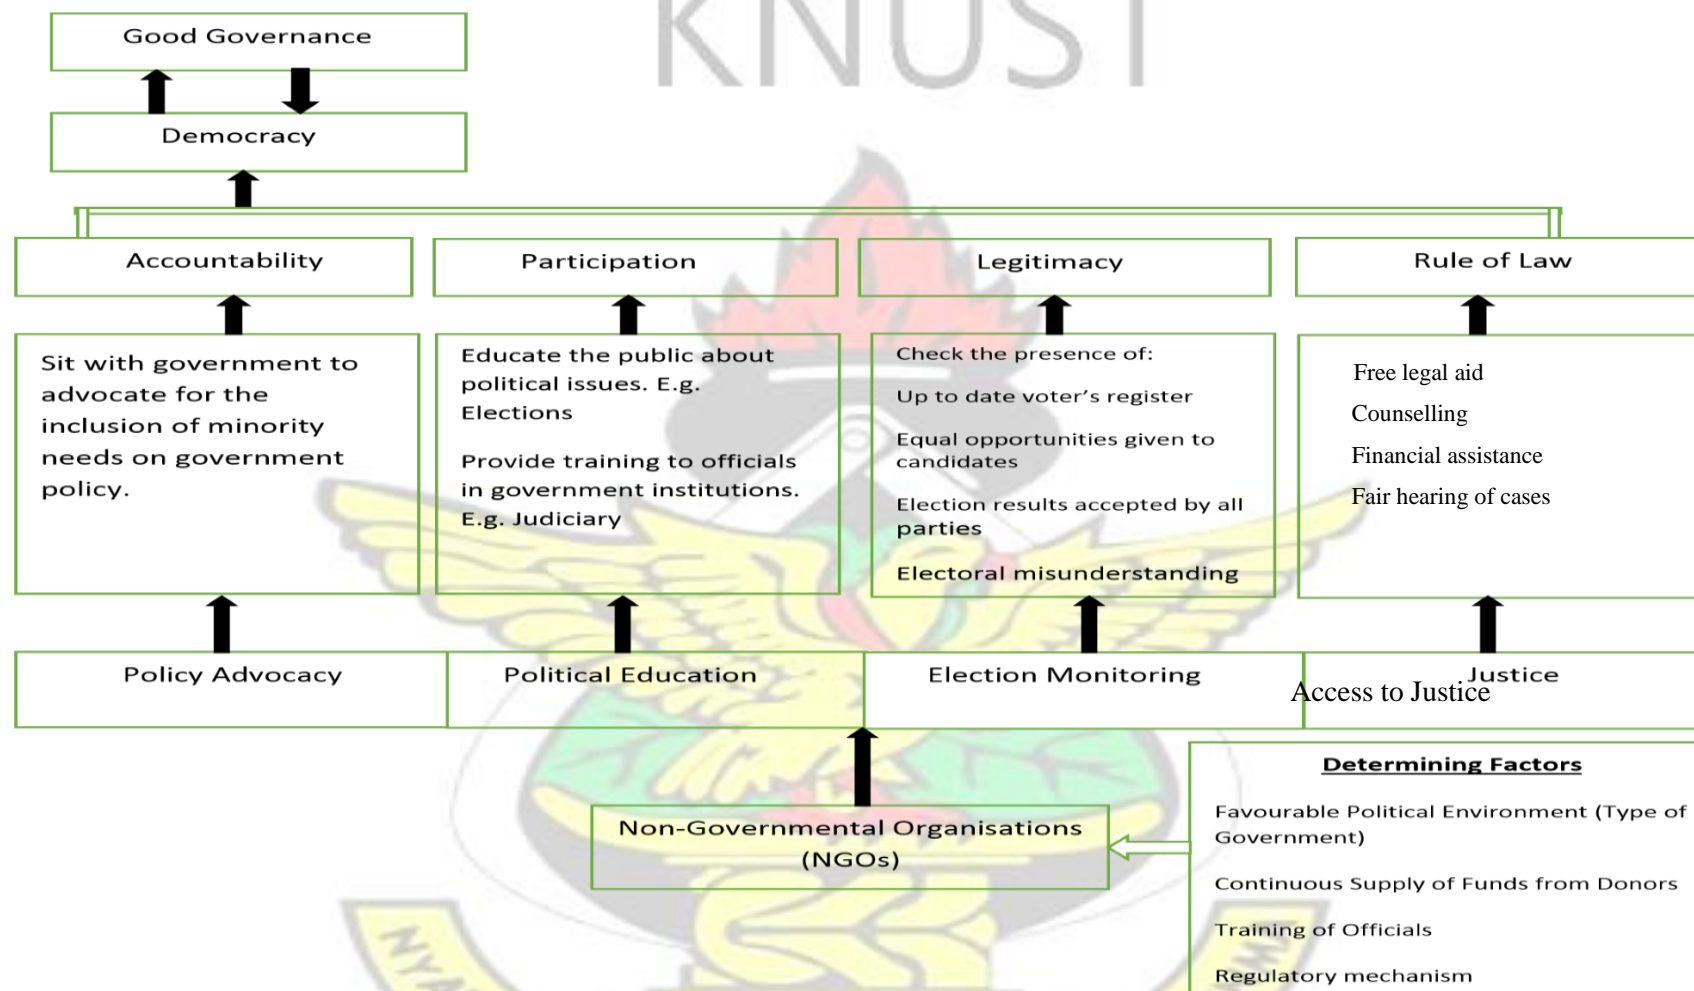 KNUST
Good Governance
Democracy
Accountability
Participation
Legitimacy
Rule of Law
Sit with government to
advocate for the
inclusion of minority
needs on government
policy.
Educate the public about
political issues. E.g.
Elections
Provide training to officials
in government institutions.
E.g. Judiciary
Check the presence of:
Up to date voter's register
Equal opportunities given to
candidates
Election results accepted by all
parties
Electoral misunderstanding
Free legal aid
Counselling
Financial assistance
Fair hearing of cases
Policy Advocacy
Political Education
Election Monitoring
Justice
Access to Justice
Non-Governmental Organisations
(NGOs)
Determining Factors
Favourable Political Environment (Type of
Government)
Continuous Supply of Funds from Donors
Training of Officials
Regulatory mechanism